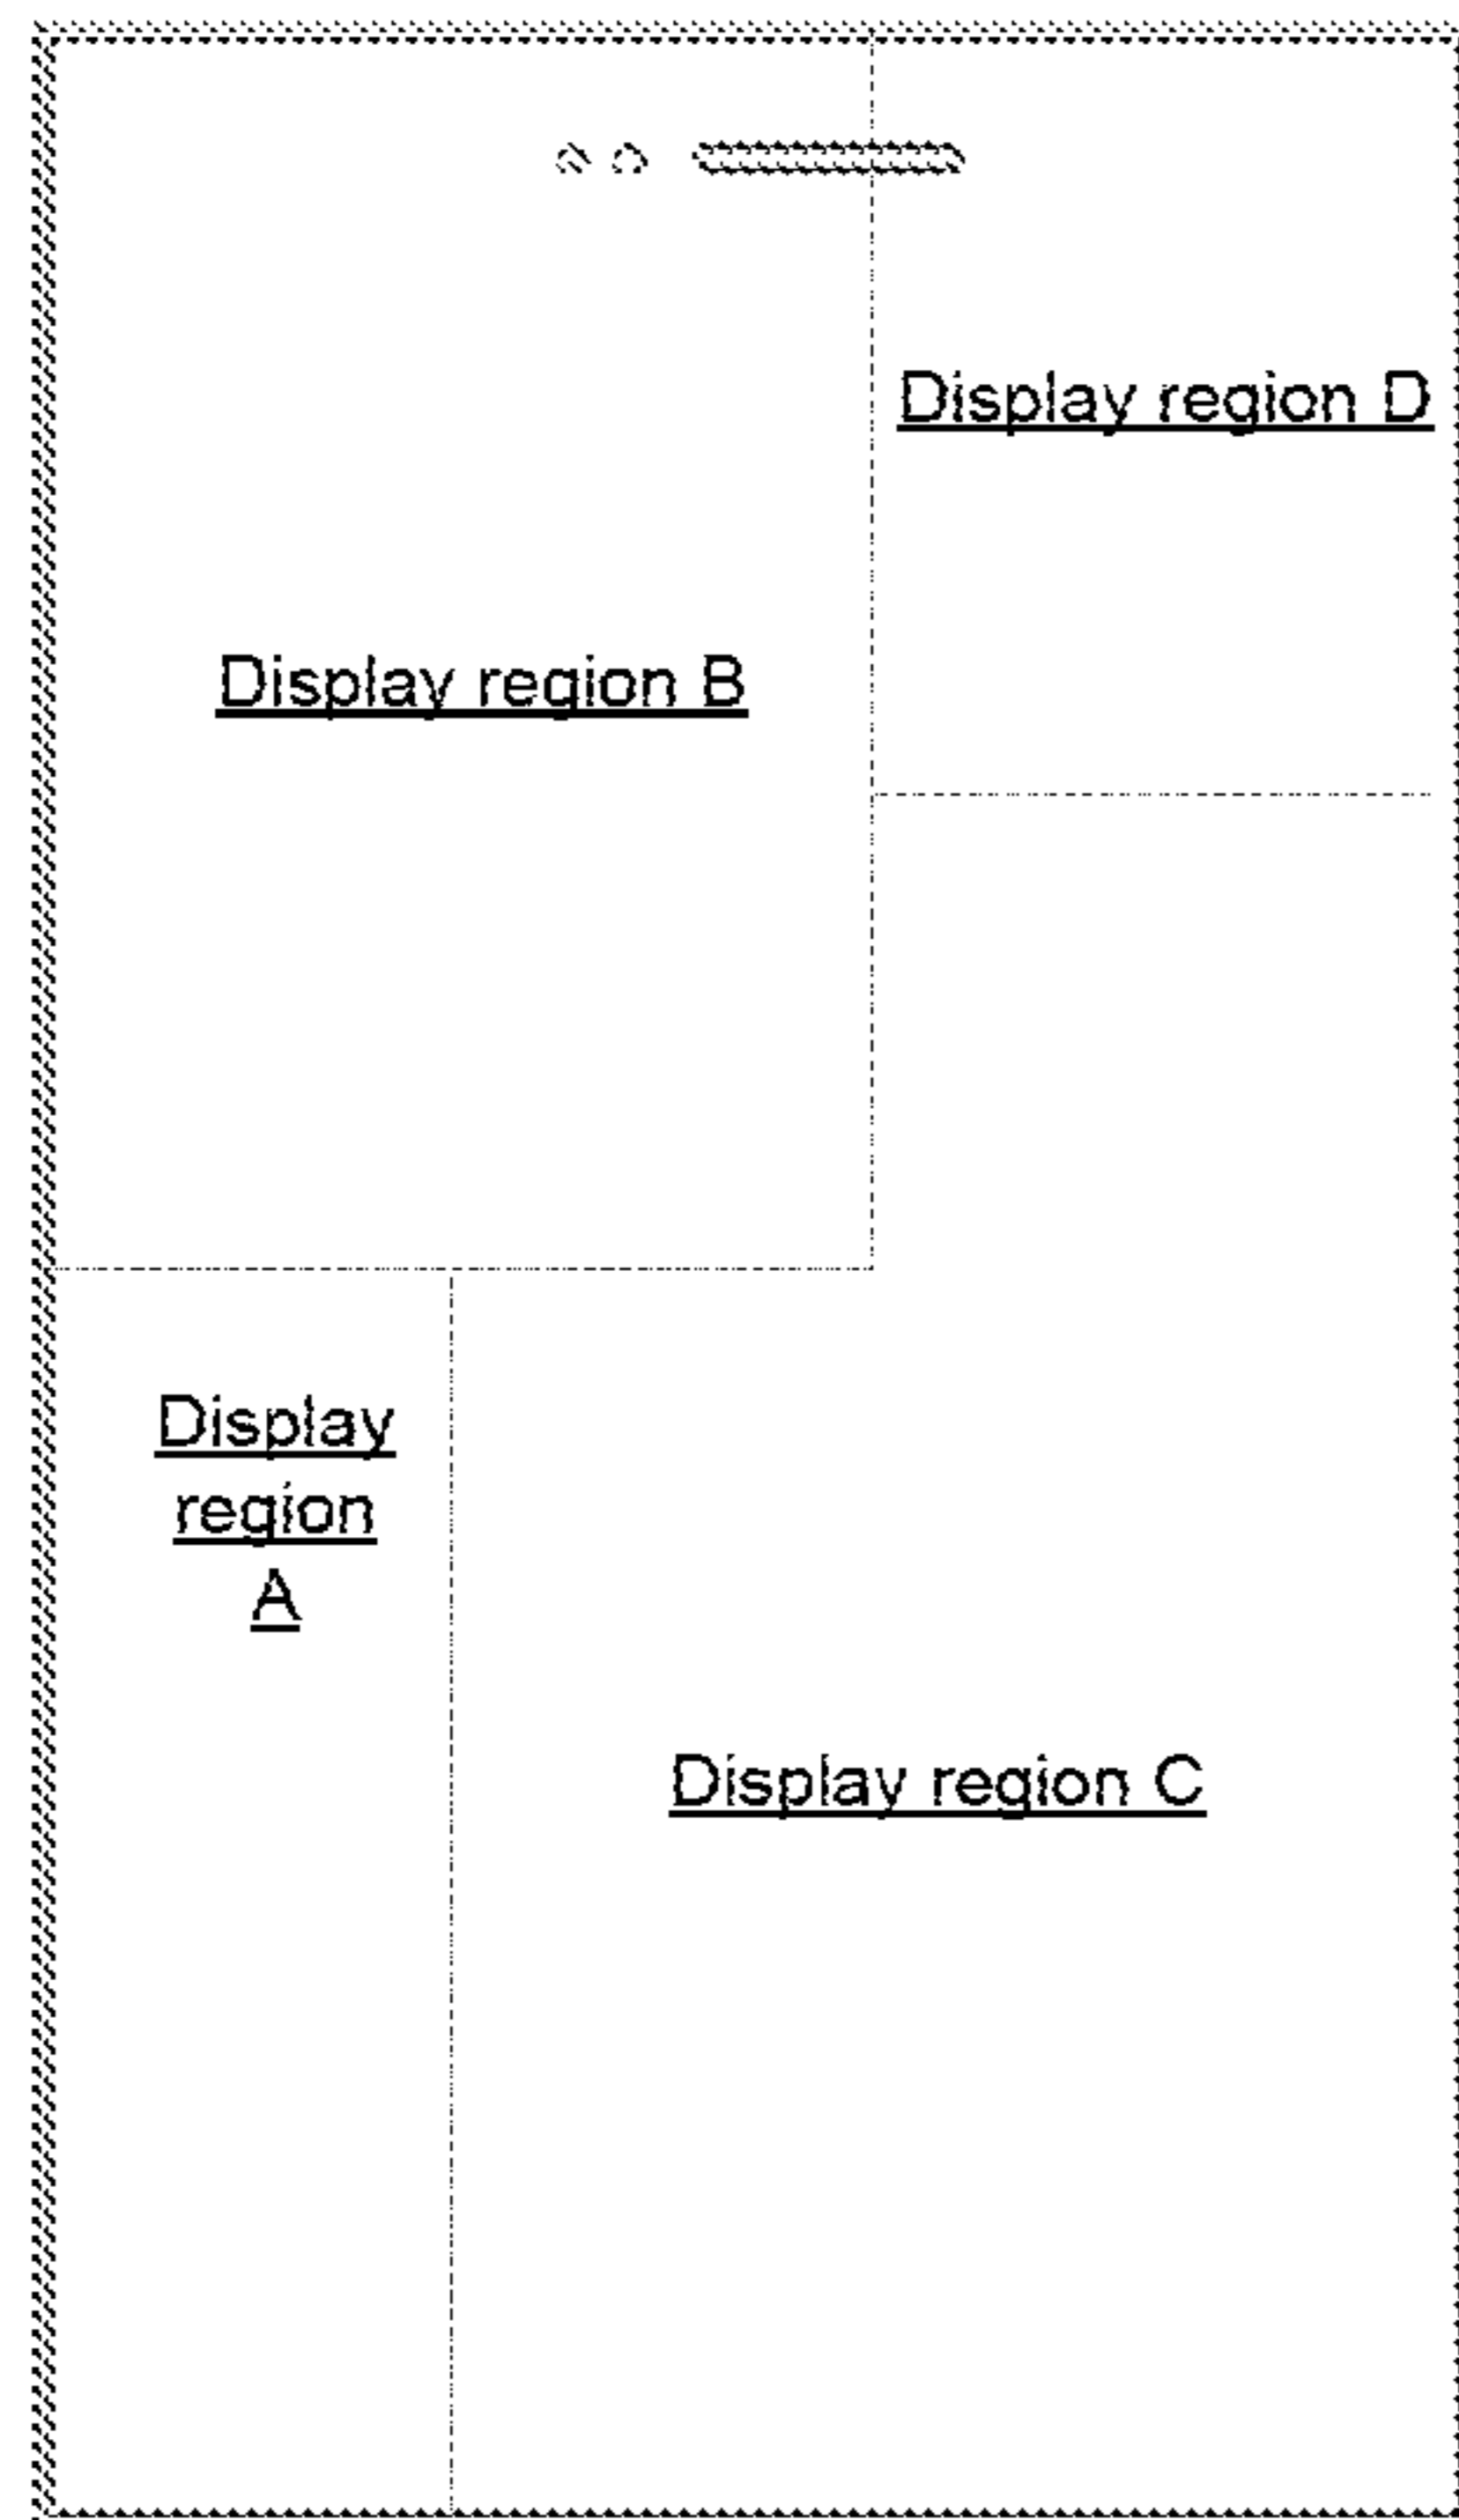 Display region D
Display region B
Display
region
A
Display region C